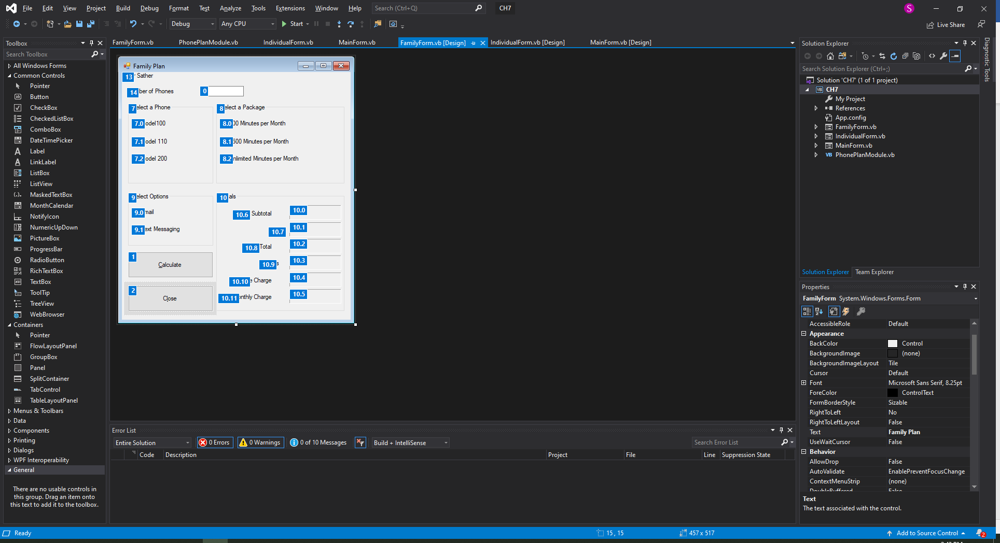 File Edit View Project Build Debug Format Test Analyze Tools Extensions Window Help Search (Ctrl+Q) CH7 S
Debug Any CPU Start Live Share
Toolbox
Search Toolbox
All Windows Forms
Common Controls
Pointer
Button
CheckBox
CheckedListBox
ComboBox
DateTimePicker
Label
LinkLabel
ListBox
ListView
MaskedTextBox
MonthCalendar
NotifyIcon
NumericUpDown
PictureBox
ProgressBar
RadioButton
RichTextBox
TextBox
ToolTip
TreeView
WebBrowser
Containers
Pointer
FlowLayoutPanel
GroupBox
Panel
SplitContainer
TabControl
TableLayoutPanel
Menus & Toolbars
Data
Components
Printing
Dialogs
WPF Interoperability
General
There are no usable controls in
this group. Drag an item onto
this text to add it to the toolbox.
FamilyForm.vb PhonePlanModule.vb IndividualForm.vb MainForm.vb FamilyForm.vb [Design] IndividualForm.vb [Design] MainForm.vb [Design]
Family Plan
13 r Sather
14 ber of Phones 0
7 elect a Phone
7.0 odel100
7.1 odel 110
7.2 odel 200
8 elect a Package
8.0 00 Minutes per Month
8.1 500 Minutes per Month
8.2 nlimited Minutes per Month
9 elect Options
9.0 mail
9.1 ext Messaging
1 Calculate
2 Close
10 als
10.6 Subtotal 10.0
10.7 10.1
10.8 Total 10.2
10.9 s 10.3
10.10 e Charge 10.4
10.11 onthly Charge 10.5
Error List
Entire Solution 0 Errors 0 Warnings 0 of 10 Messages Build + IntelliSense Search Error List
Code Description Project File Line Suppression State
Solution Explorer
Search Solution Explorer (Ctrl+;)
Solution 'CH7' (1 of 1 project)
VB CH7
My Project
References
App.config
FamilyForm.vb
IndividualForm.vb
MainForm.vb
VB PhonePlanModule.vb
Solution Explorer Team Explorer
Properties
FamilyForm System.Windows.Forms.Form
AccessibleRole Default
Appearance
BackColor Control
BackgroundImage (none)
BackgroundImageLayout Tile
Cursor Default
Font Microsoft Sans Serif, 8.25pt
ForeColor ControlText
FormBorderStyle Sizable
RightToLeft No
RightToLeftLayout False
Text Family Plan
UseWaitCursor False
Behavior
AllowDrop False
AutoValidate EnablePreventFocusChange
ContextMenuStrip (none)
DoubleBuffered False
Text
The text associated with the control.
Diagnostic Tools
Ready 15 , 15 457 x 517 Add to Source Control 2